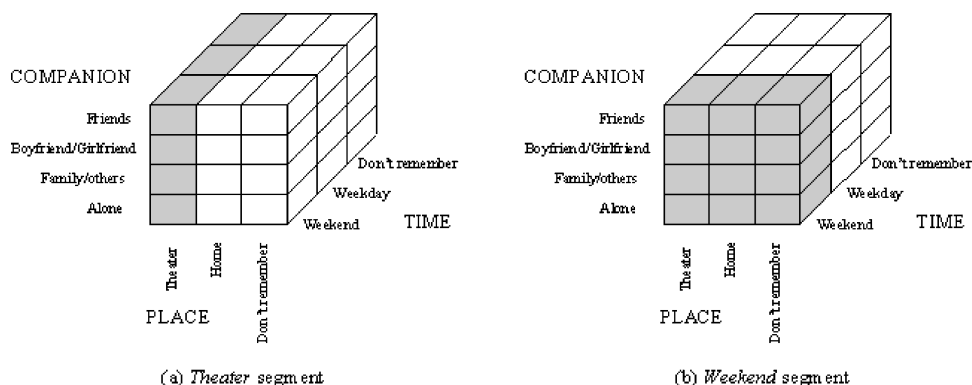 COMPANION
Friends
Boyfriend/Girlfriend
Family/others
Alone
Don't remember
Weekday
Weekend
TIME
Theater
Home
Don't remember
PLACE
(a) Theater segment
COMPANION
Friends
Boyfriend/Girlfriend
Family/others
Alone
Don't remember
Weekday
Weekend
TIME
Theater
Home
Don't remember
PLACE
(b) Weekend segment